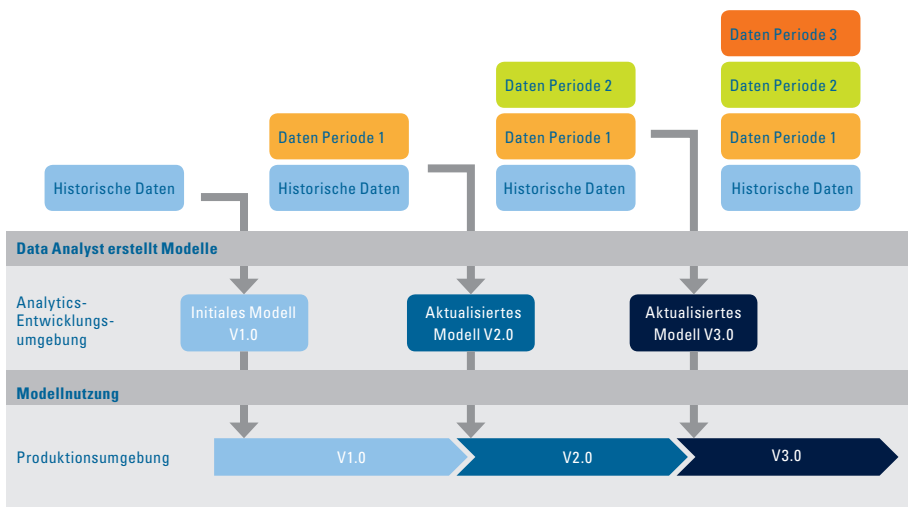 Daten Periode 3
Daten Periode 2
Daten Periode 2
Daten Periode 1
Daten Periode 1
Daten Periode 1
Historische Daten
Historische Daten
Historische Daten
Historische Daten
Data Analyst erstellt Modelle
Analytics-
Entwicklungs-
umgebung
Initiales Modell
V1.0
Aktualisiertes
Modell V2.0
Aktualisiertes
Modell V3.0
Modellnutzung
Produktionsumgebung
V1.0
V2.0
V3.0